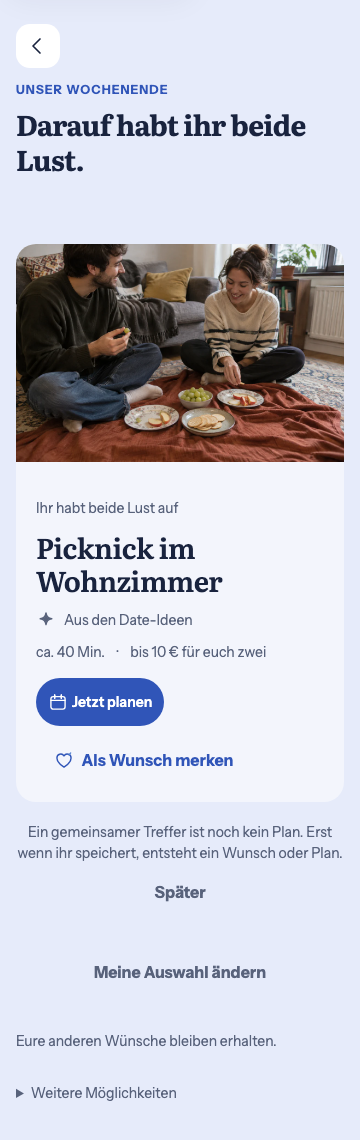 UNSER WOCHENENDE
Darauf habt ihr beide
Lust.
Ihr habt beide Lust auf
Picknick im
Wohnzimmer
Aus den Date-Ideen
ca. 40 Min. · bis 10 € für euch zwei
Jetzt planen
Als Wunsch merken
Ein gemeinsamer Treffer ist noch kein Plan. Erst
wenn ihr speichert, entsteht ein Wunsch oder Plan.
Später
Meine Auswahl ändern
Eure anderen Wünsche bleiben erhalten.
Weitere Möglichkeiten